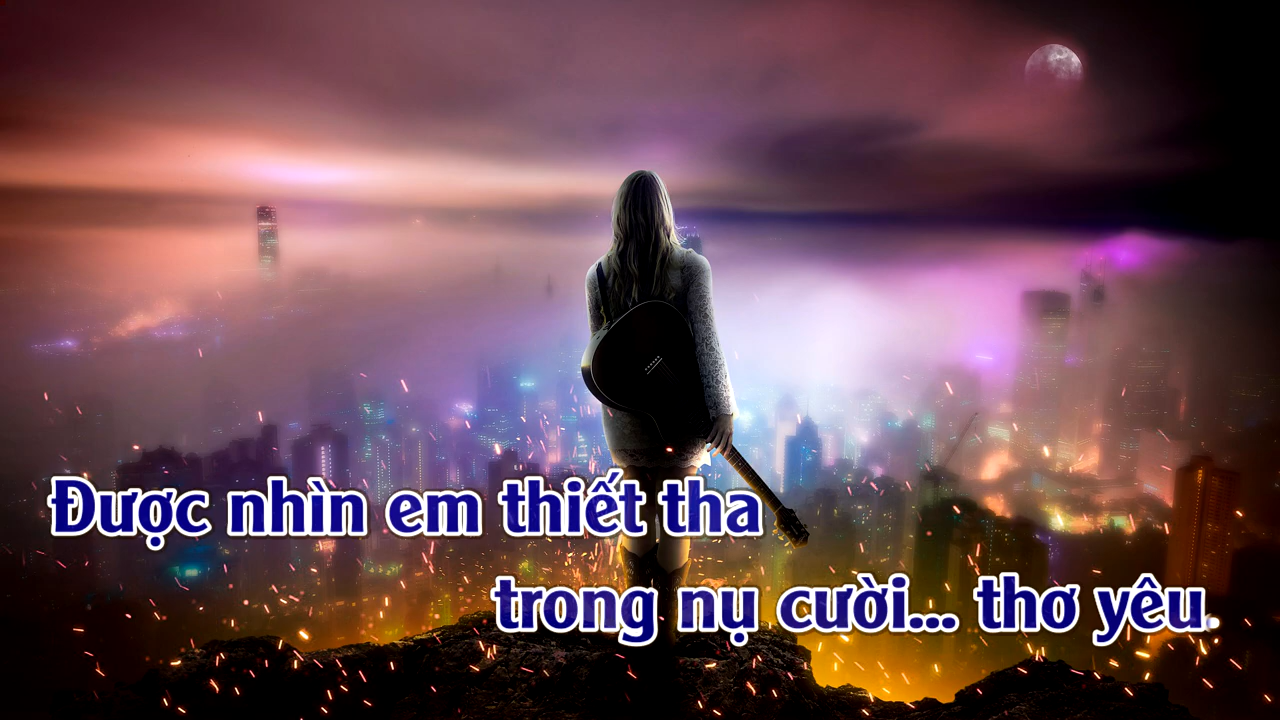 Được nhìn em thiết tha
trong nụ cười... thơ yêu.